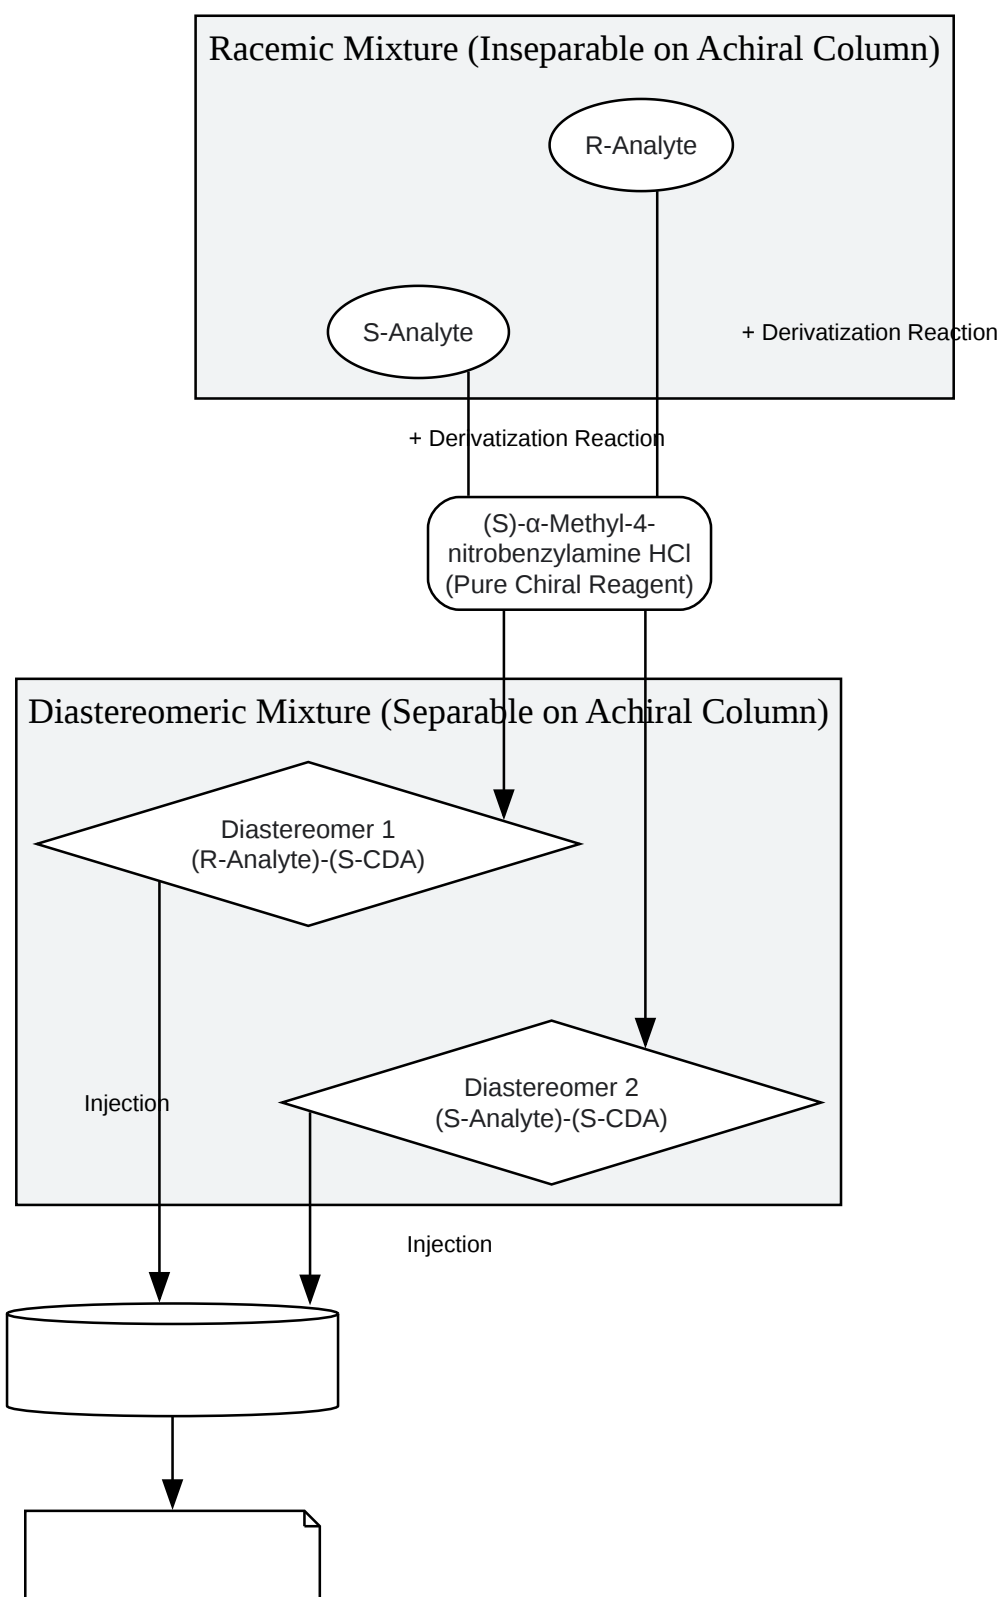 Racemic Mixture (Inseparable on Achiral Column)
R-Analyte
S-Analyte
+ Derivatization Reaction
+ Derivatization Reaction
(S)-α-Methyl-4-
nitrobenzylamine HCl
(Pure Chiral Reagent)
Diastereomeric Mixture (Separable on Achiral Column)
Diastereomer 1
(R-Analyte)-(S-CDA)
Diastereomer 2
(S-Analyte)-(S-CDA)
Injection
Injection